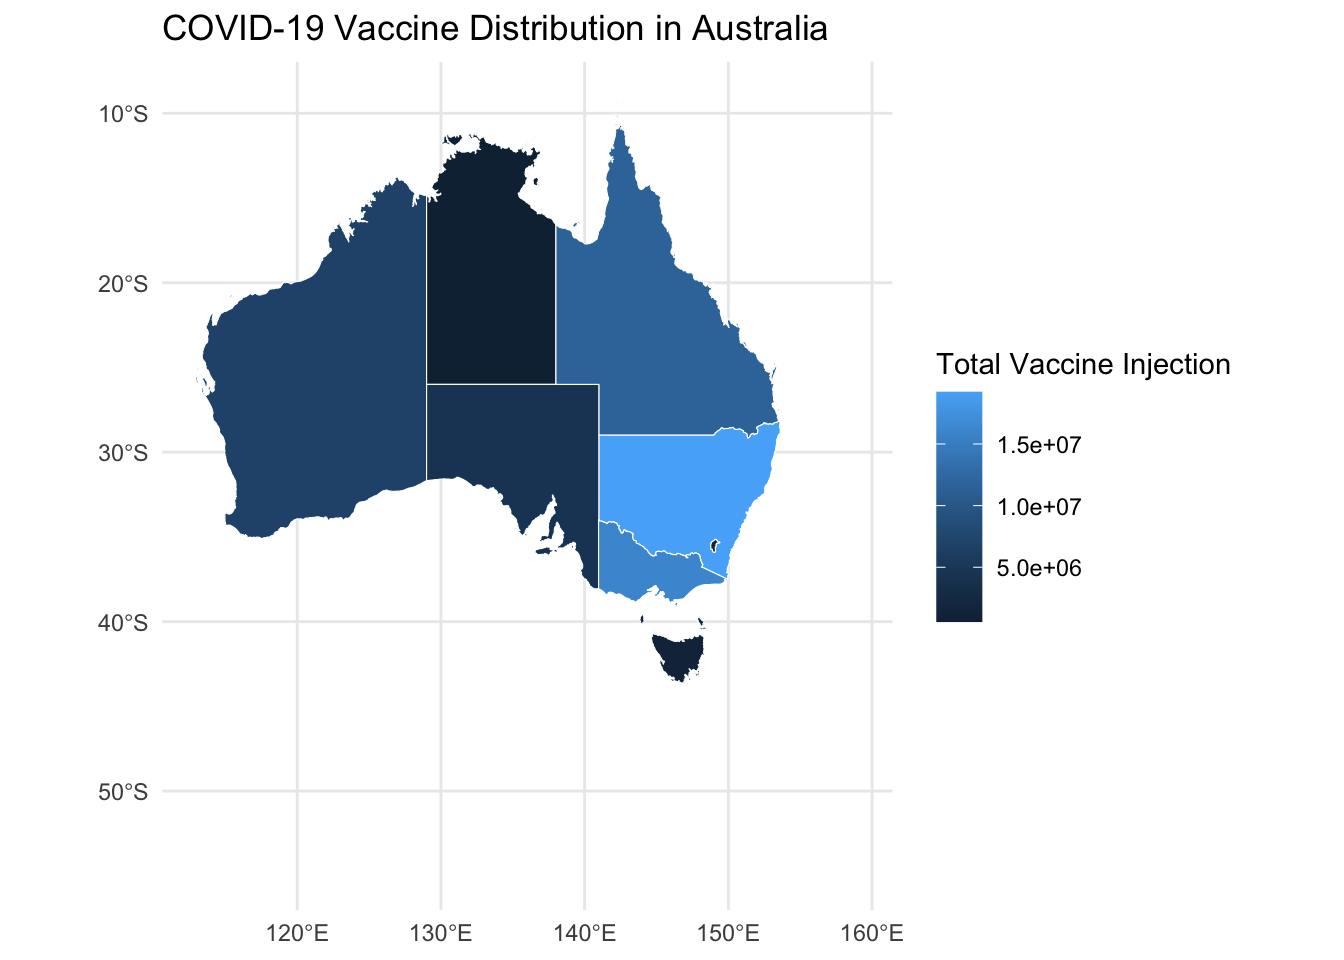 COVID-19 Vaccine Distribution in Australia
10°S
20°S
30°S
40°S
50°S
120°E
130°E
140°E
150°E
160°E
Total Vaccine Injection
1.5e+07
1.0e+07
5.0e+06